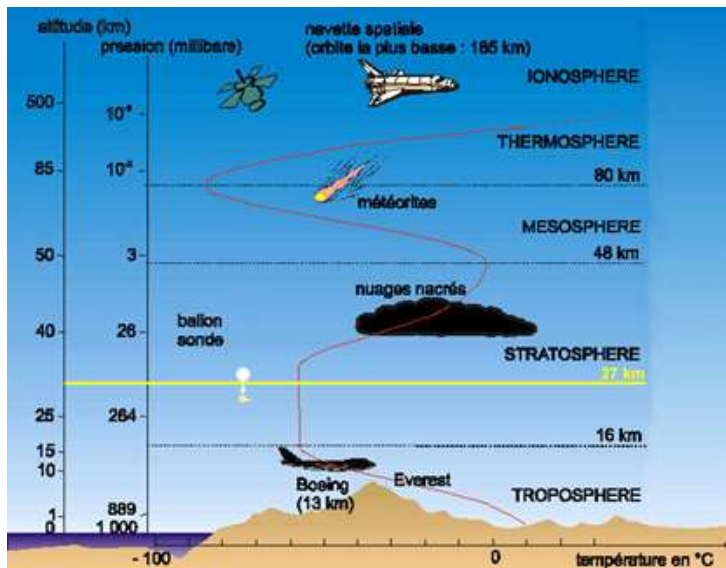 altitude (km)
pression (millibars)
navette spatiale
(orbite la plus basse : 185 km)
IONOSPHERE
500
THERMOSPHERE
85
80 km
météorites
MESOSPHERE
48 km
50
3
nuages nacrés
ballon
sonde
40
26
STRATOSPHERE
27 km
25
264
16 km
15
10
Boeing
(13 km)
Everest
TROPOSPHERE
1
889
0
1 000
- 100
0
température en °C